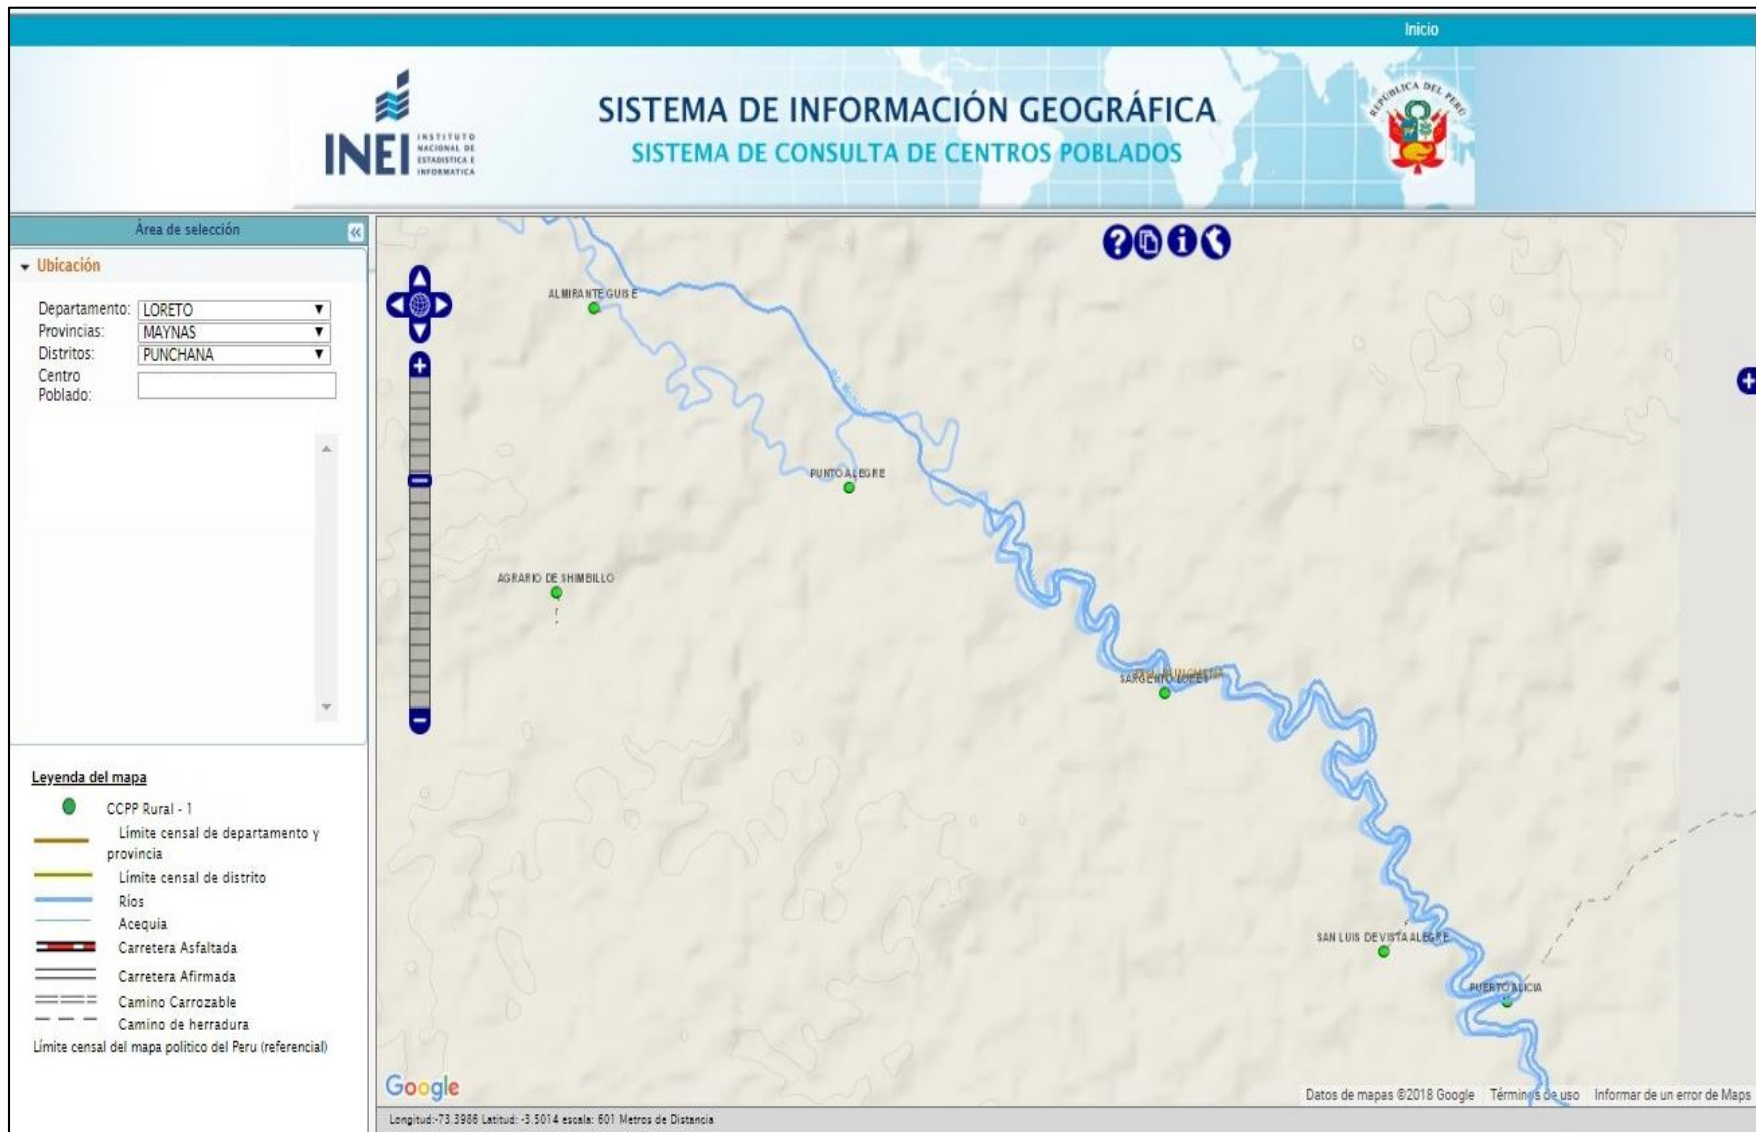 Inicio
INEI
INSTITUTO
NACIONAL DE
ESTADISTICA E
INFORMATICA
SISTEMA DE INFORMACIÓN GEOGRÁFICA
SISTEMA DE CONSULTA DE CENTROS POBLADOS
REPÚBLICA DEL PERÚ
Área de selección
Ubicación
Departamento: LORETO
Provincias: MAYNAS
Distritos: PUNCHANA
Centro
Poblado:
Leyenda del mapa
CCPP Rural - 1
Límite censal de departamento y
provincia
Límite censal de distrito
Ríos
Acequia
Carretera Asfaltada
Carretera Afirmada
Camino Carrozable
Camino de herradura
Límite censal del mapa politico del Peru (referencial)
ALMIRANTE GUISE
PUNTO ALEGRE
AGRARIO DE SHIMBILLO
SARGENTO LOPES
SAN LUIS DE VISTA ALEGRE
PUERTO ALICIA
Google
Datos de mapas ©2018 Google
Términos de uso
Informar de un error de Maps
Longitud:-73.3986 Latitud: -3.5014 escala: 601 Metros de Distancia